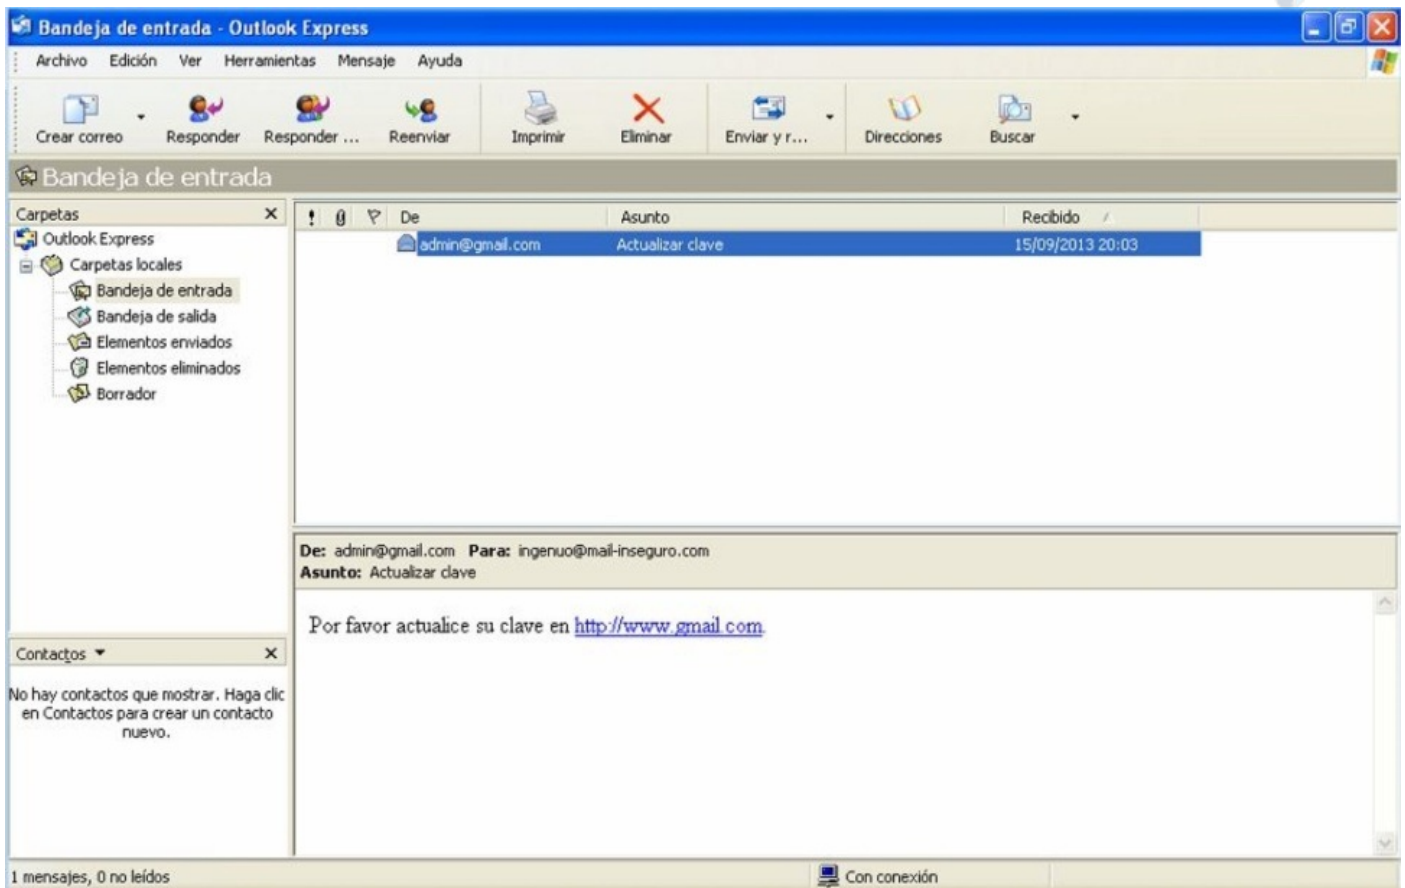 Bandeja de entrada - Outlook Express
Archivo Edición Ver Herramientas Mensaje Ayuda
Crear correo Responder Responder ... Reenviar Imprimir Eliminar Enviar y r... Direcciones Buscar
Bandeja de entrada
Carpetas
Outlook Express
Carpetas locales
Bandeja de entrada
Bandeja de salida
Elementos enviados
Elementos eliminados
Borrador
Contactos
No hay contactos que mostrar. Haga clic
en Contactos para crear un contacto
nuevo.
! De Asunto Recibido
admin@gmail.com Actualizar clave 15/09/2013 20:03
De: admin@gmail.com Para: ingenuo@mail-inseguro.com
Asunto: Actualizar clave
Por favor actualice su clave en http://www.gmail.com.
1 mensajes, 0 no leídos Con conexión